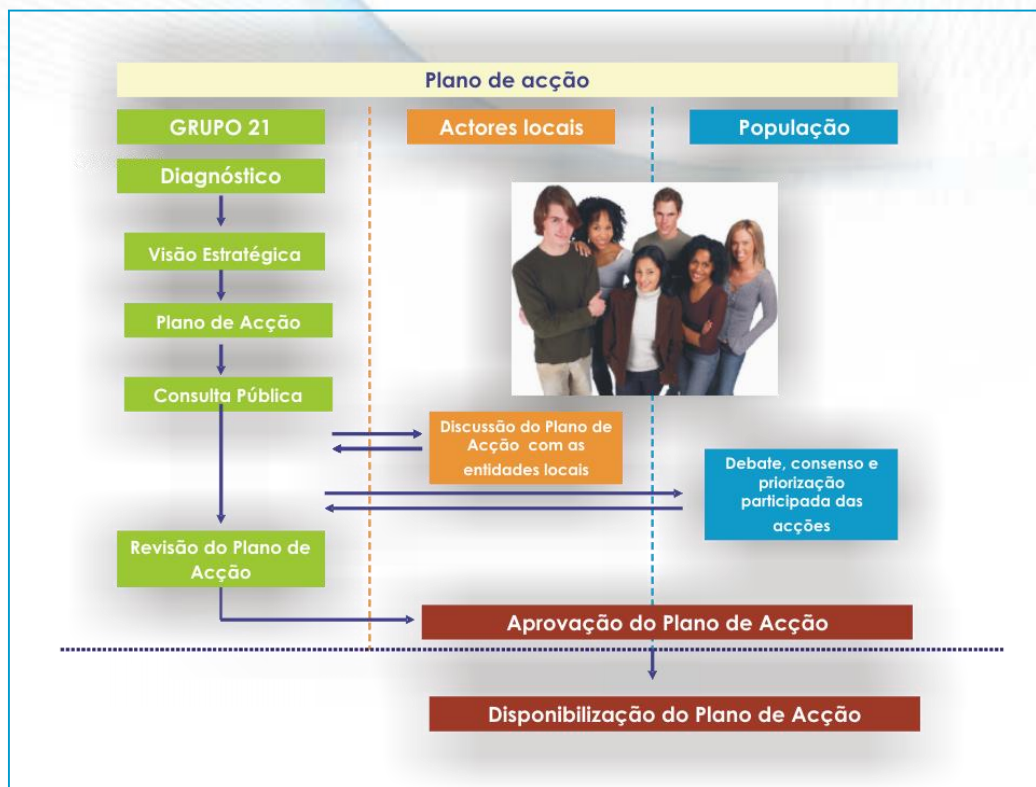 Plano de acção
GRUPO 21
Actores locais
População
Diagnóstico
Visão Estratégica
Plano de Acção
Consulta Pública
Discussão do Plano de
Acção com as
entidades locais
Debate, consenso e
priorização
participada das
acções
Revisão do Plano de
Acção
Aprovação do Plano de Acção
Disponibilização do Plano de Acção